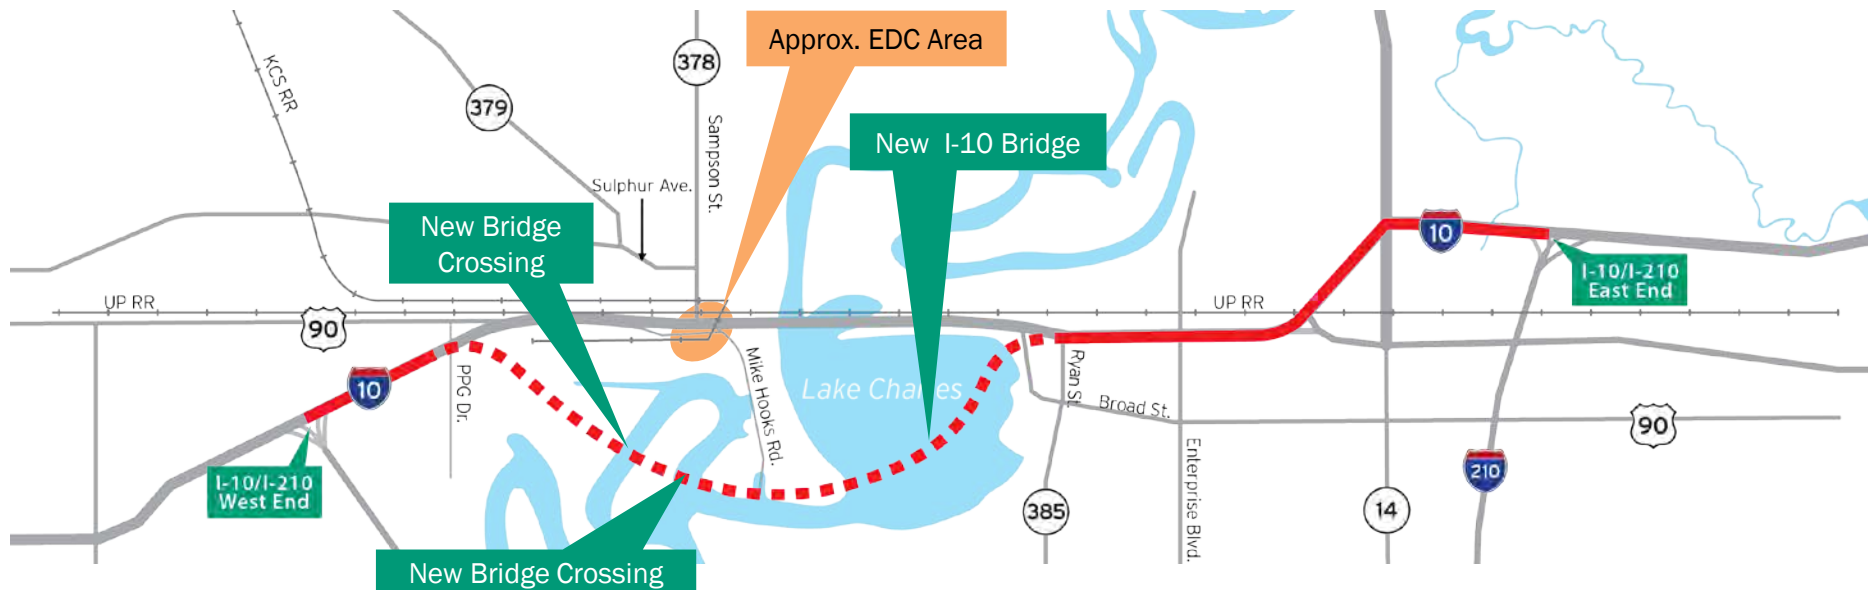 Approx. EDC Area
378
KCS RR
379
Sampson St.
New I-10 Bridge
Sulphur Ave.
New Bridge
Crossing
10
I-10/I-210
East End
UP RR
UP RR
90
Mike Hooks Rd.
Ryan St.
PPG Dr.
10
Lake Charles
Broad St.
90
I-10/I-210
West End
Enterprise Blvd.
210
385
14
New Bridge Crossing